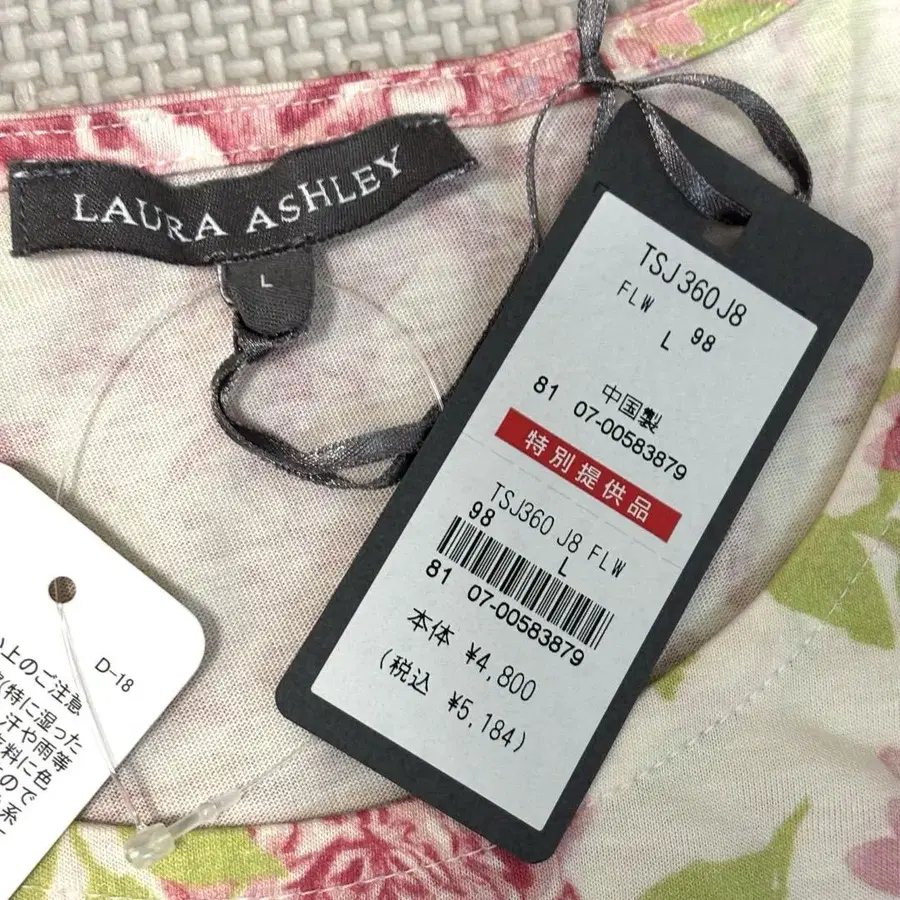 LAURA ASHLEY
L
TSJ360J8
FLW
L 98
中国製
81 07-00583879
特別提供品
TSJ360 J8 FLW
98 L
81 07-00583879
本体 ¥4,800
(税込 ¥5,184)
D-18
上のご注意
(特に湿った
汗や雨等
料に色
ので
系